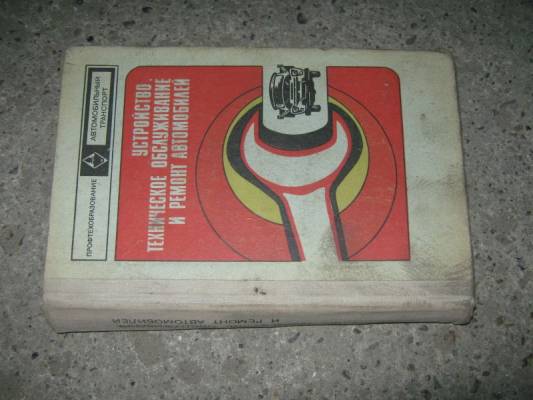 ПРОФТЕХОБРАЗОВАНИЕ
АВТОМОБИЛЬНЫЙ
ТРАНСПОРТ
УСТРОЙСТВО,
ТЕХНИЧЕСКОЕ ОБСЛУЖИВАНИЕ
И РЕМОНТ АВТОМОБИЛЕЙ
И РЕМОНТ АВТОМОБИЛЕЙ